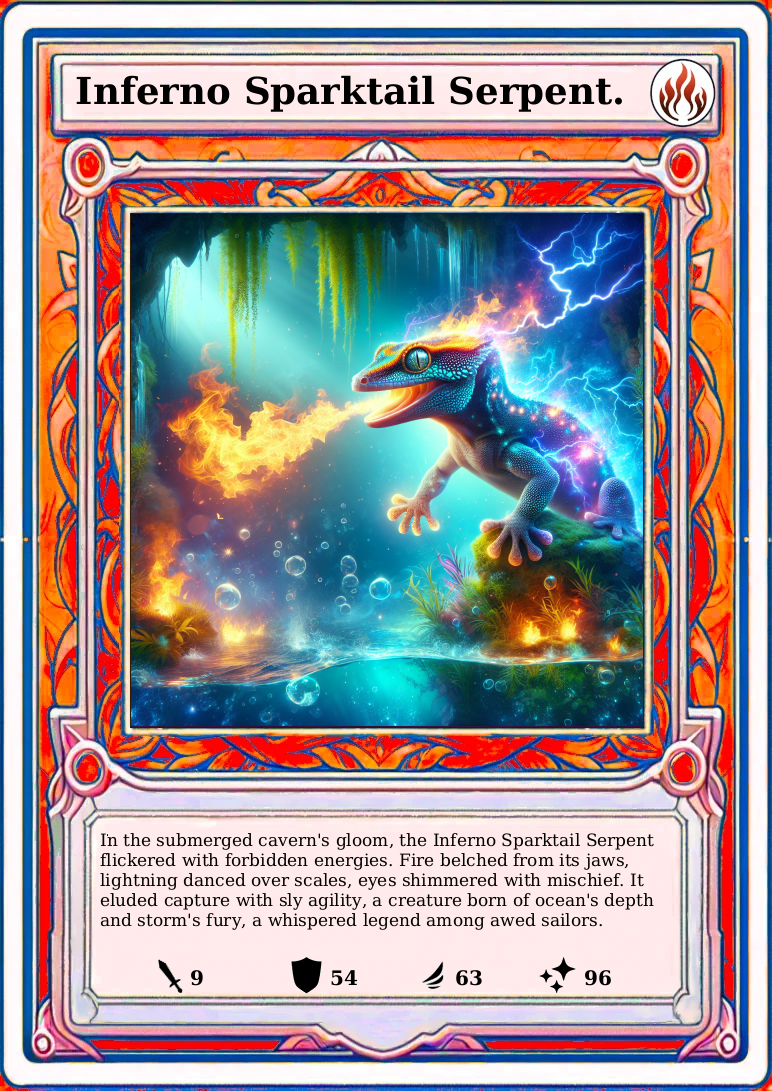 Inferno Sparktail Serpent.
In the submerged cavern's gloom, the Inferno Sparktail Serpent
flickered with forbidden energies. Fire belched from its jaws,
lightning danced over scales, eyes shimmered with mischief. It
eluded capture with sly agility, a creature born of ocean's depth
and storm's fury, a whispered legend among awed sailors.
9 54 63 96